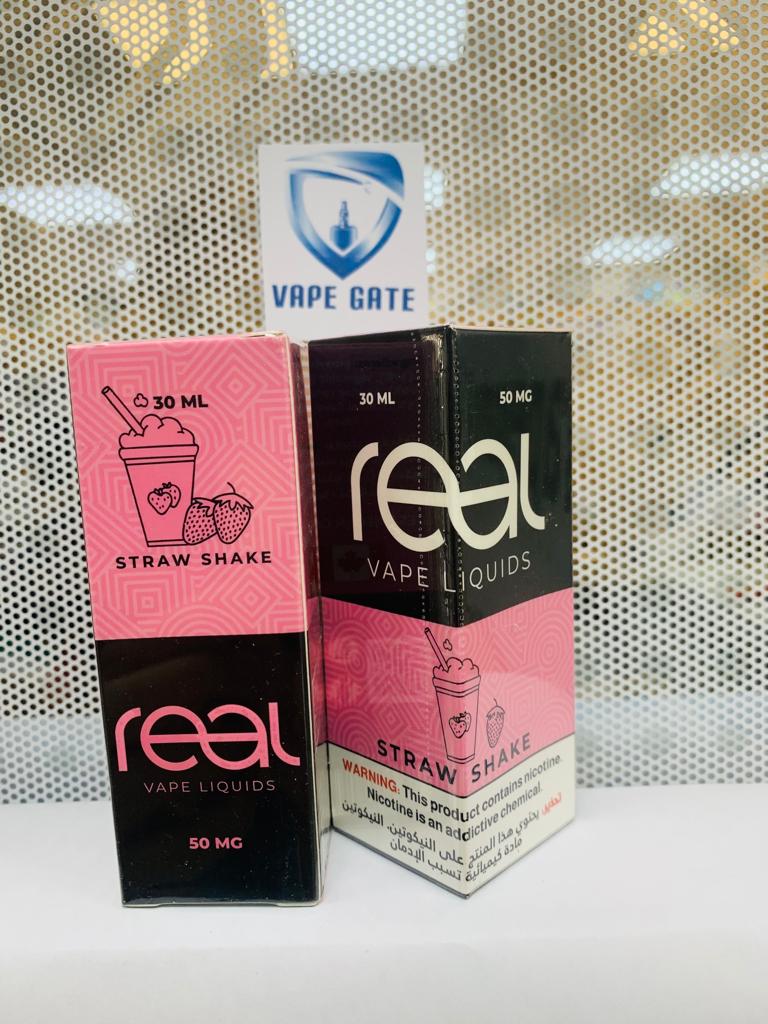 VAPE GATE
30 ML
STRAW SHAKE
real
VAPE LIQUIDS
50 MG
30 ML
50 MG
real
VAPE LIQUIDS
STRAW SHAKE
WARNING: This product contains nicotine.
Nicotine is an addictive chemical.
تحذير: يحتوي هذا المنتج
على النيكوتين، النيكوتين
مادة كيميائية
تسبب الإدمان